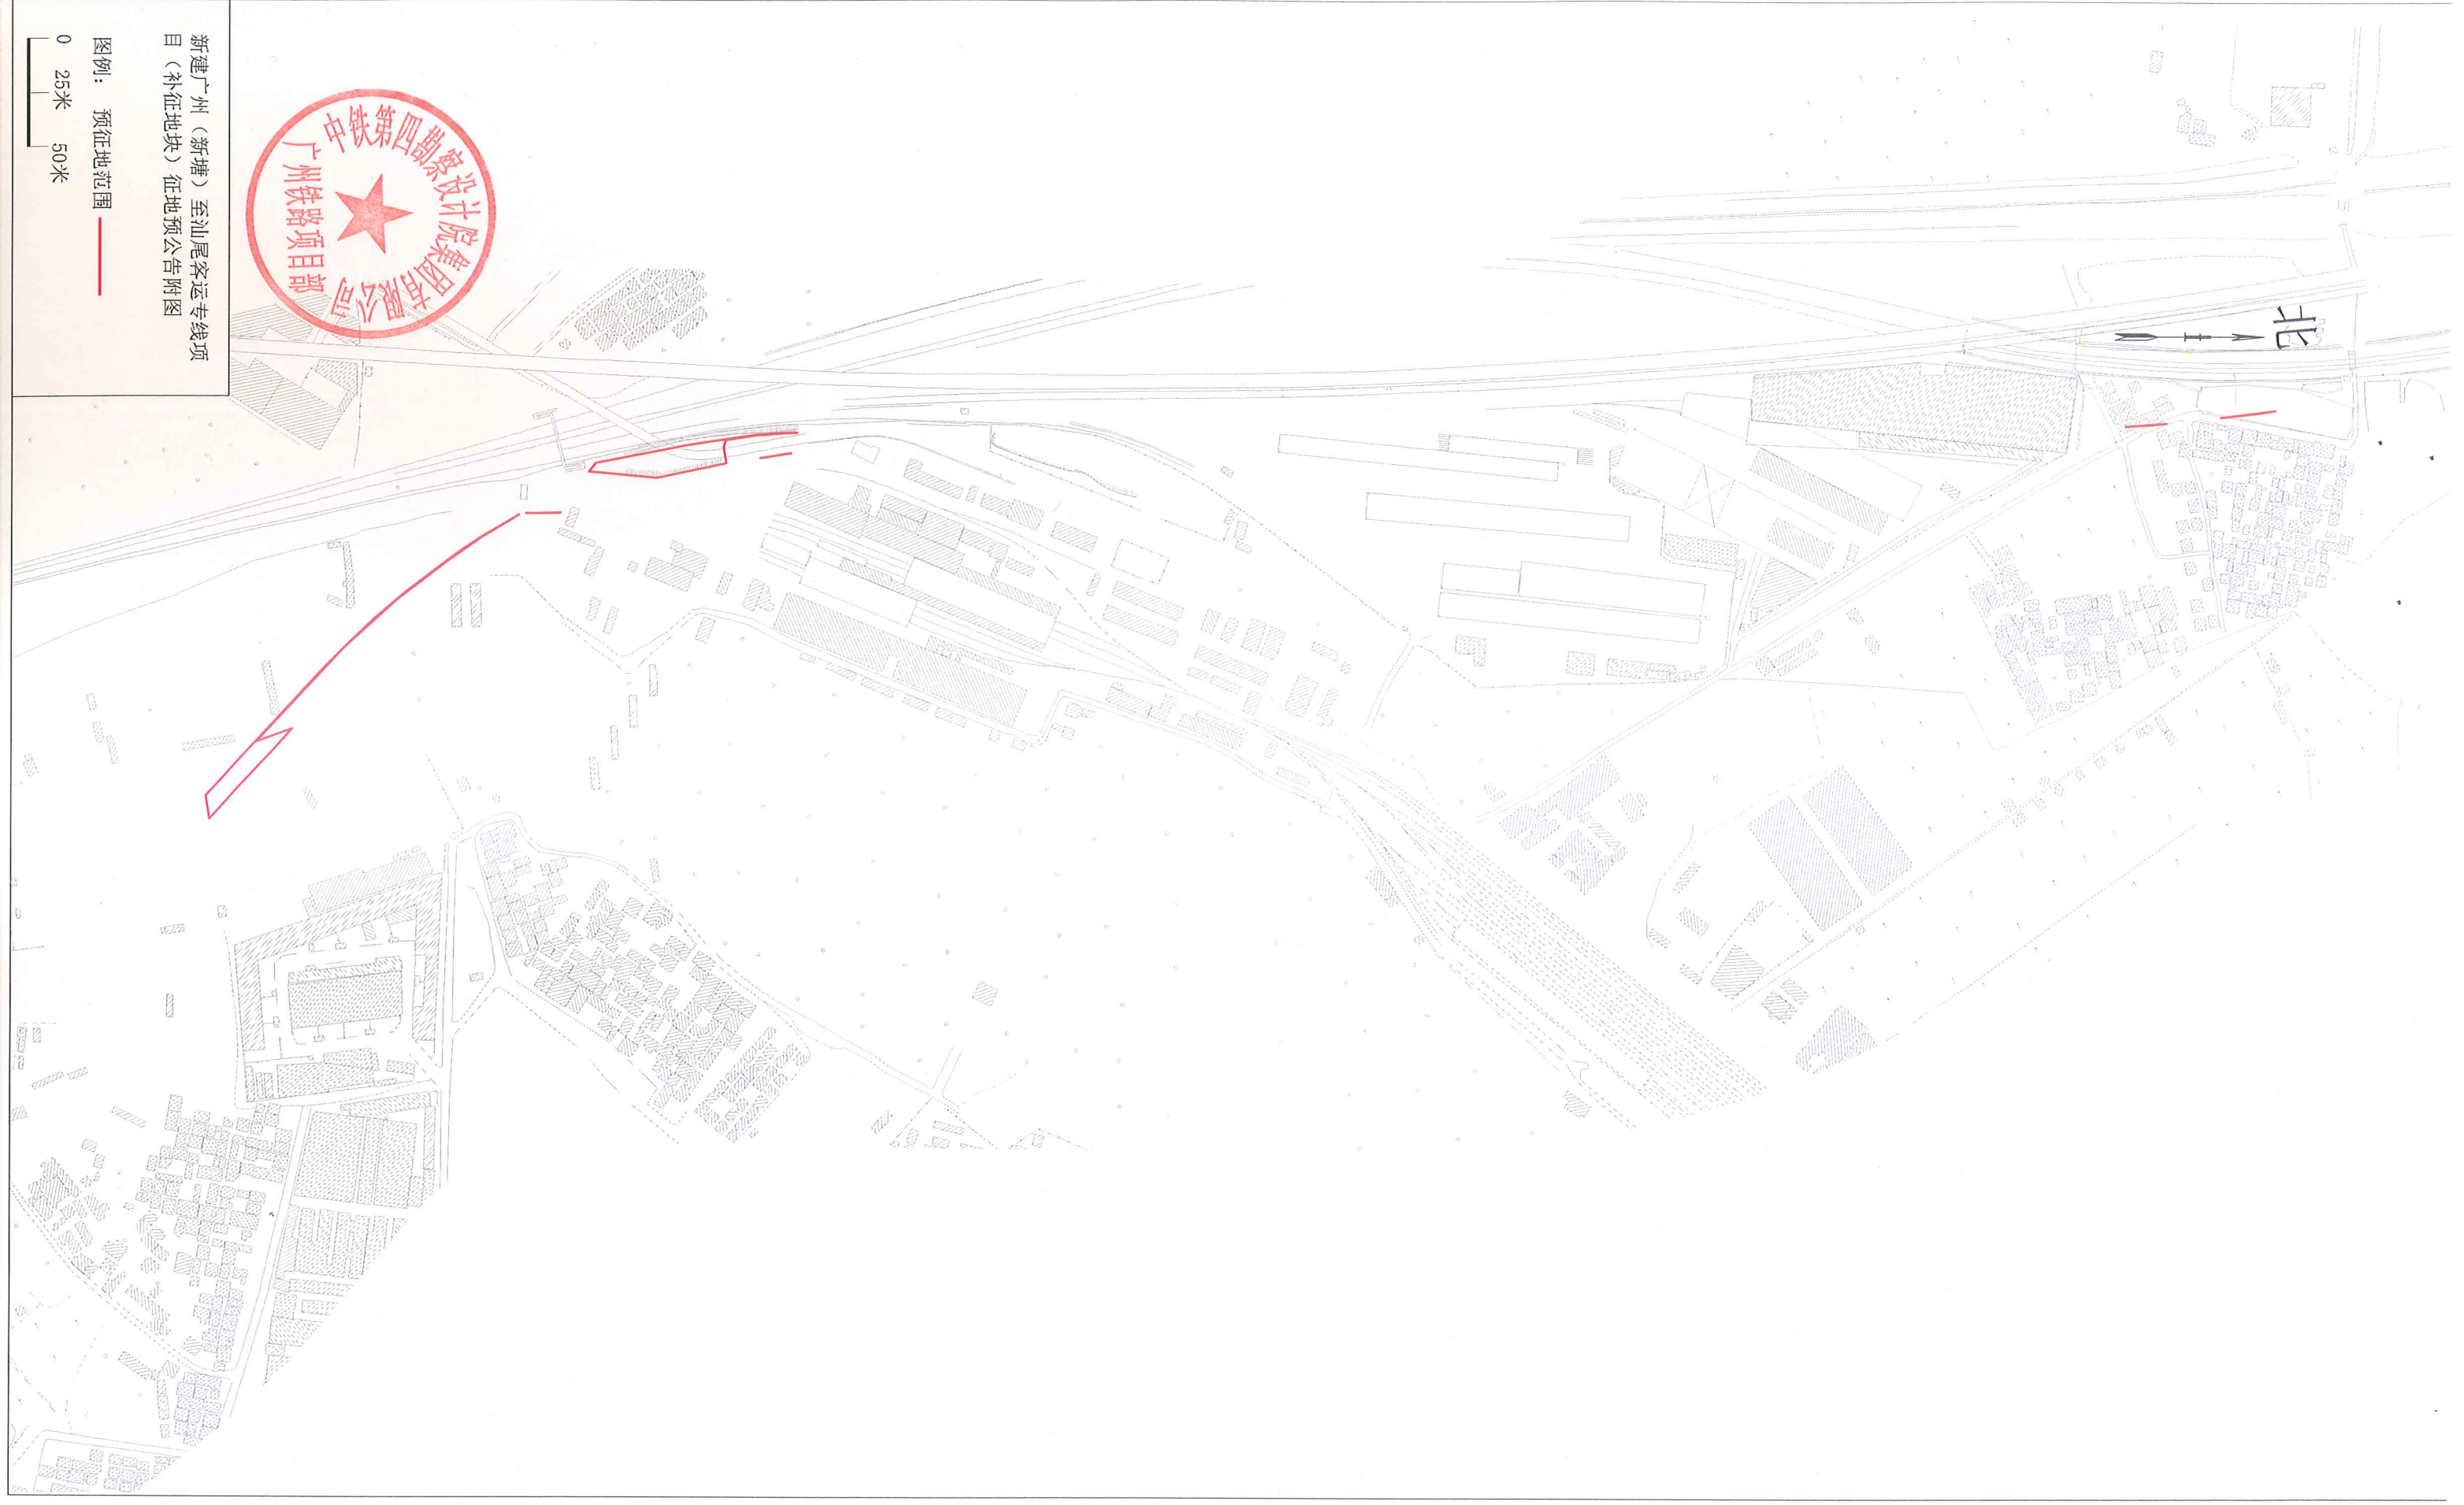 新建广州（新塘）至汕尾客运专线项
目（补征地块）征地预公告附图
图例： 预征地范围
0 25米 50米
中铁第四勘察设计院集团有限公司
广州铁路项目部
北